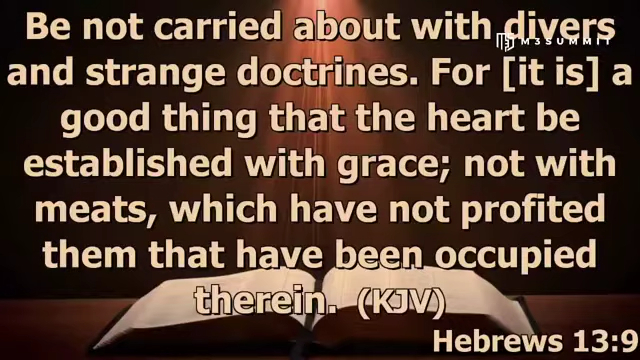 Be not carried about with divers
M3SUMMIT
and strange doctrines. For [it is] a
good thing that the heart be
established with grace; not with
meats, which have not profited
them that have been occupied
therein. (KJV)
Hebrews 13:9